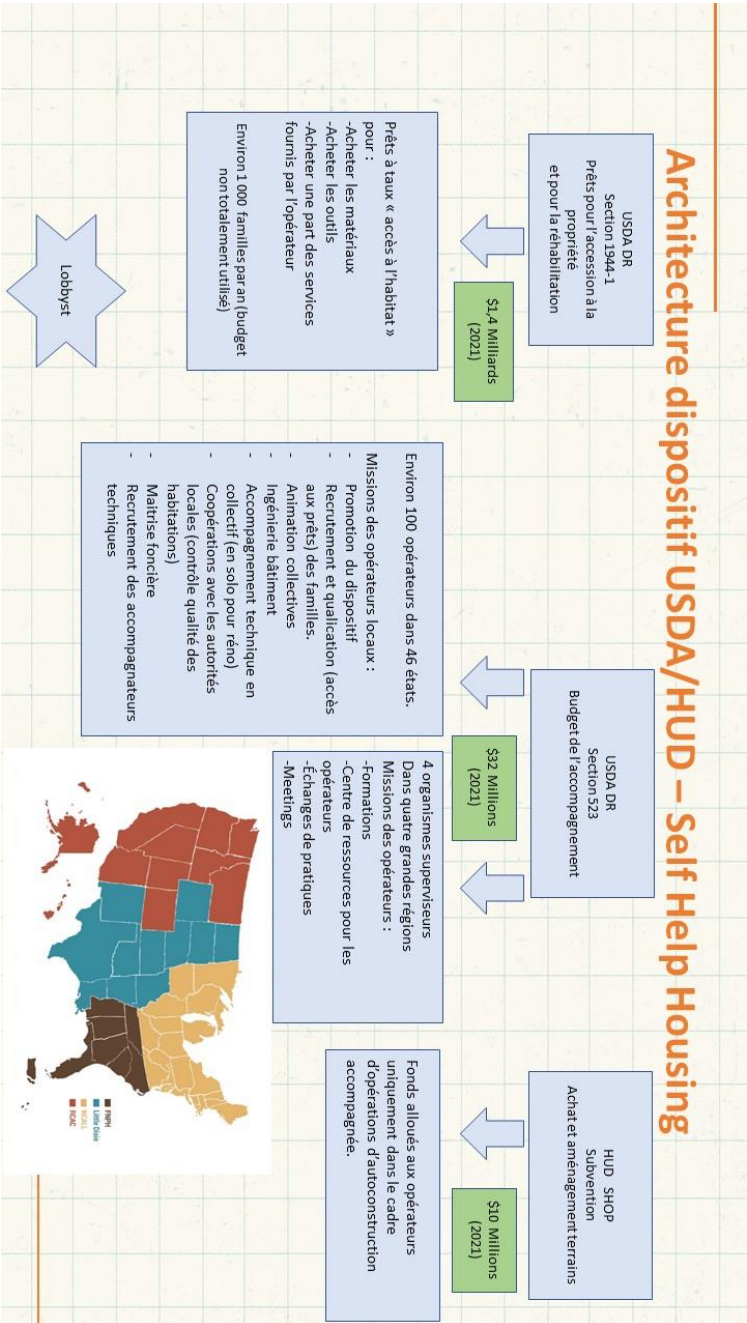 Architecture dispositif USDA/HUD – Self Help Housing
USDA DR
Section 1944-1
Prêts pour l'accession à la
propriété
et pour la réhabilitation
$1,4 Milliards
(2021)
Prêts à taux « accès à l'habitat »
pour :
-Acheter les matériaux
-Acheter les outils
-Acheter une part des services
fournis par l'opérateur
Environ 1 000 familles par an (budget
non totalement utilisé)
Lobbyst
USDA DR
Section 523
Budget de l'accompagnement
$32 Millions
(2021)
Environ 100 opérateurs dans 46 états.
Missions des opérateurs locaux :
- Promotion du dispositif
- Recrutement et qualication (accès
aux prêts) des familles.
- Animation collectives
- Ingénierie bâtiment
- Accompagnement technique en
collectif (en solo pour réno)
- Coopérations avec les autorités
locales (contrôle qualité des
habitations)
- Maitrise foncière
- Recrutement des accompagnateurs
techniques
4 organismes superviseurs
Dans quatre grandes régions
Missions des opérateurs :
-Formations
-Centre de ressources pour les
opérateurs
-Échanges de pratiques
-Meetings
FNPH
Little Dixie
NCALL
RCAC
HUD SHOP
Subvention
Achat et aménagement terrains
$10 Millions
(2021)
Fonds alloués aux opérateurs
uniquement dans le cadre
d'opérations d'autoconstruction
accompagnée.